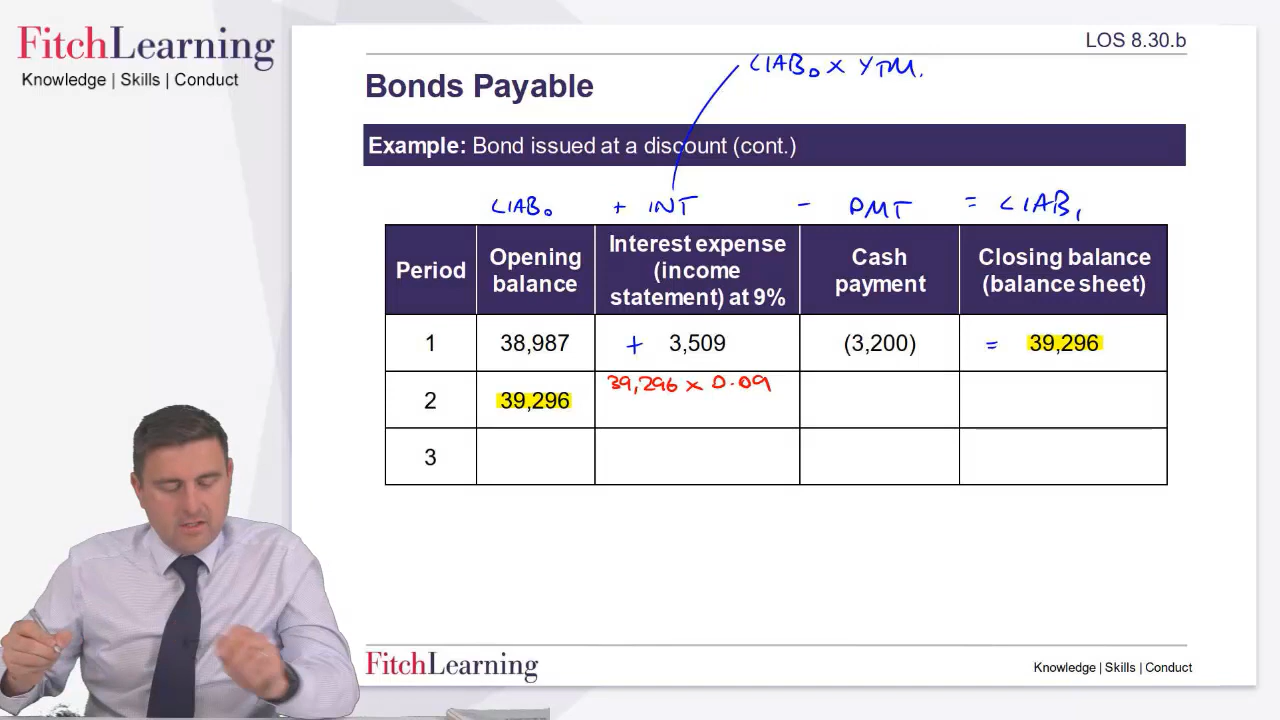 FitchLearning
Knowledge | Skills | Conduct
LOS 8.30.b
LIAB₀ x YTM.
Bonds Payable
Example: Bond issued at a discount (cont.)
LIAB₀ + INT - PMT = LIAB₁
Period
Opening balance
Interest expense (income statement) at 9%
Cash payment
Closing balance (balance sheet)
1 38,987 + 3,509 (3,200) = 39,296
39,296 x 0.09
2 39,296
3
FitchLearning
Knowledge | Skills | Conduct